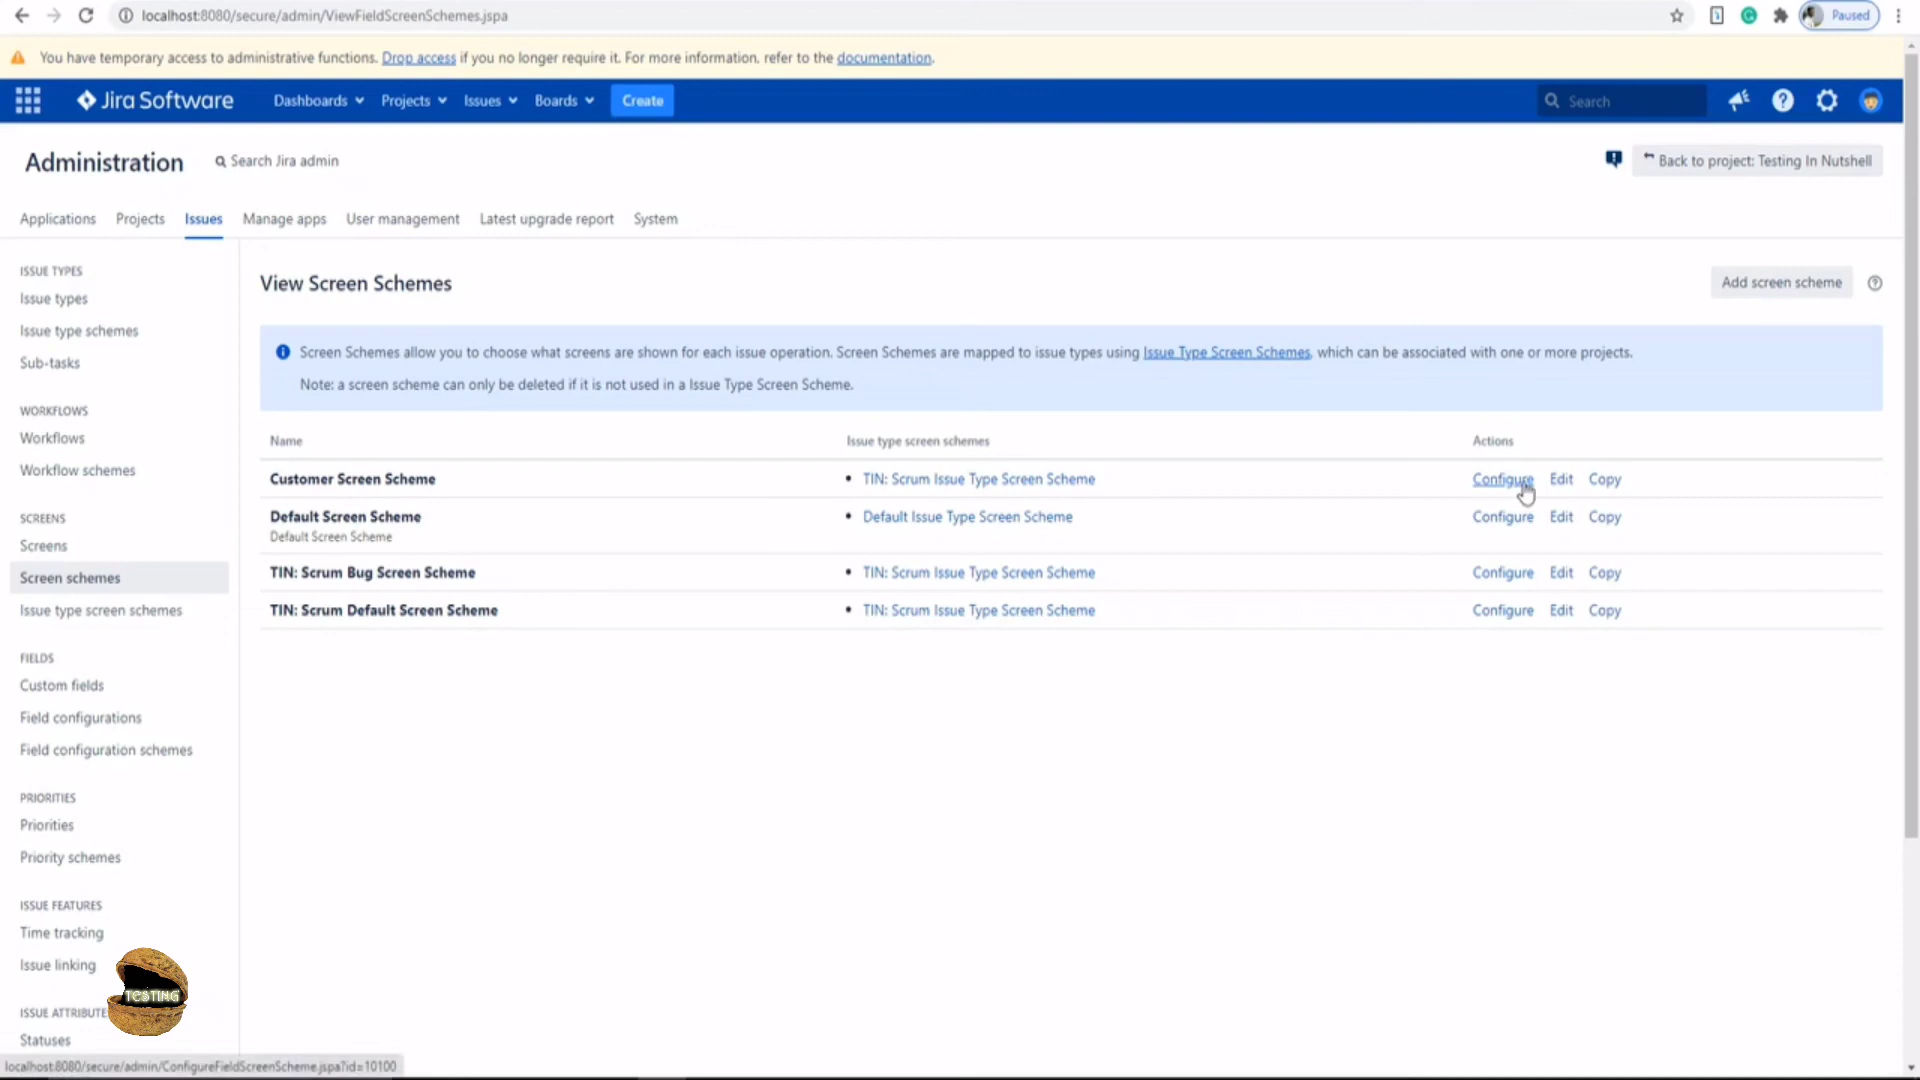 localhost:8080/secure/admin/ViewFieldScreenSchemes.jspa
Paused
You have temporary access to administrative functions. Drop access if you no longer require it. For more information, refer to the documentation.
Jira Software Dashboards Projects Issues Boards Create Search
Administration Search Jira admin Back to project: Testing In Nutshell
Applications Projects Issues Manage apps User management Latest upgrade report System
ISSUE TYPES
Issue types
Issue type schemes
Sub-tasks
WORKFLOWS
Workflows
Workflow schemes
SCREENS
Screens
Screen schemes
Issue type screen schemes
FIELDS
Custom fields
Field configurations
Field configuration schemes
PRIORITIES
Priorities
Priority schemes
ISSUE FEATURES
Time tracking
Issue linking
ISSUE ATTRIBUTE
Statuses
View Screen Schemes Add screen scheme
Screen Schemes allow you to choose what screens are shown for each issue operation. Screen Schemes are mapped to issue types using Issue Type Screen Schemes, which can be associated with one or more projects.
Note: a screen scheme can only be deleted if it is not used in a Issue Type Screen Scheme.
Name Issue type screen schemes Actions
Customer Screen Scheme • TIN: Scrum Issue Type Screen Scheme Configure Edit Copy
Default Screen Scheme • Default Issue Type Screen Scheme Configure Edit Copy
Default Screen Scheme
TIN: Scrum Bug Screen Scheme • TIN: Scrum Issue Type Screen Scheme Configure Edit Copy
TIN: Scrum Default Screen Scheme • TIN: Scrum Issue Type Screen Scheme Configure Edit Copy
TESTING
localhost:8080/secure/admin/ConfigureFieldScreenScheme.jspa?id=10100